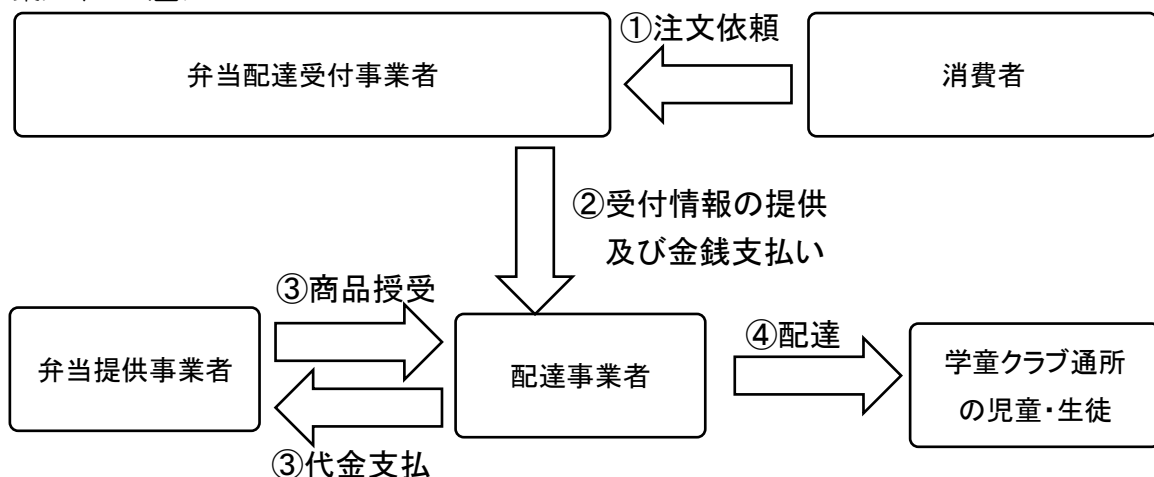 ①注文依頼
弁当配達受付事業者
消費者
②受付情報の提供
及び金銭支払い
③商品授受
弁当提供事業者
配達事業者
④配達
学童クラブ通所
の児童・生徒
③代金支払